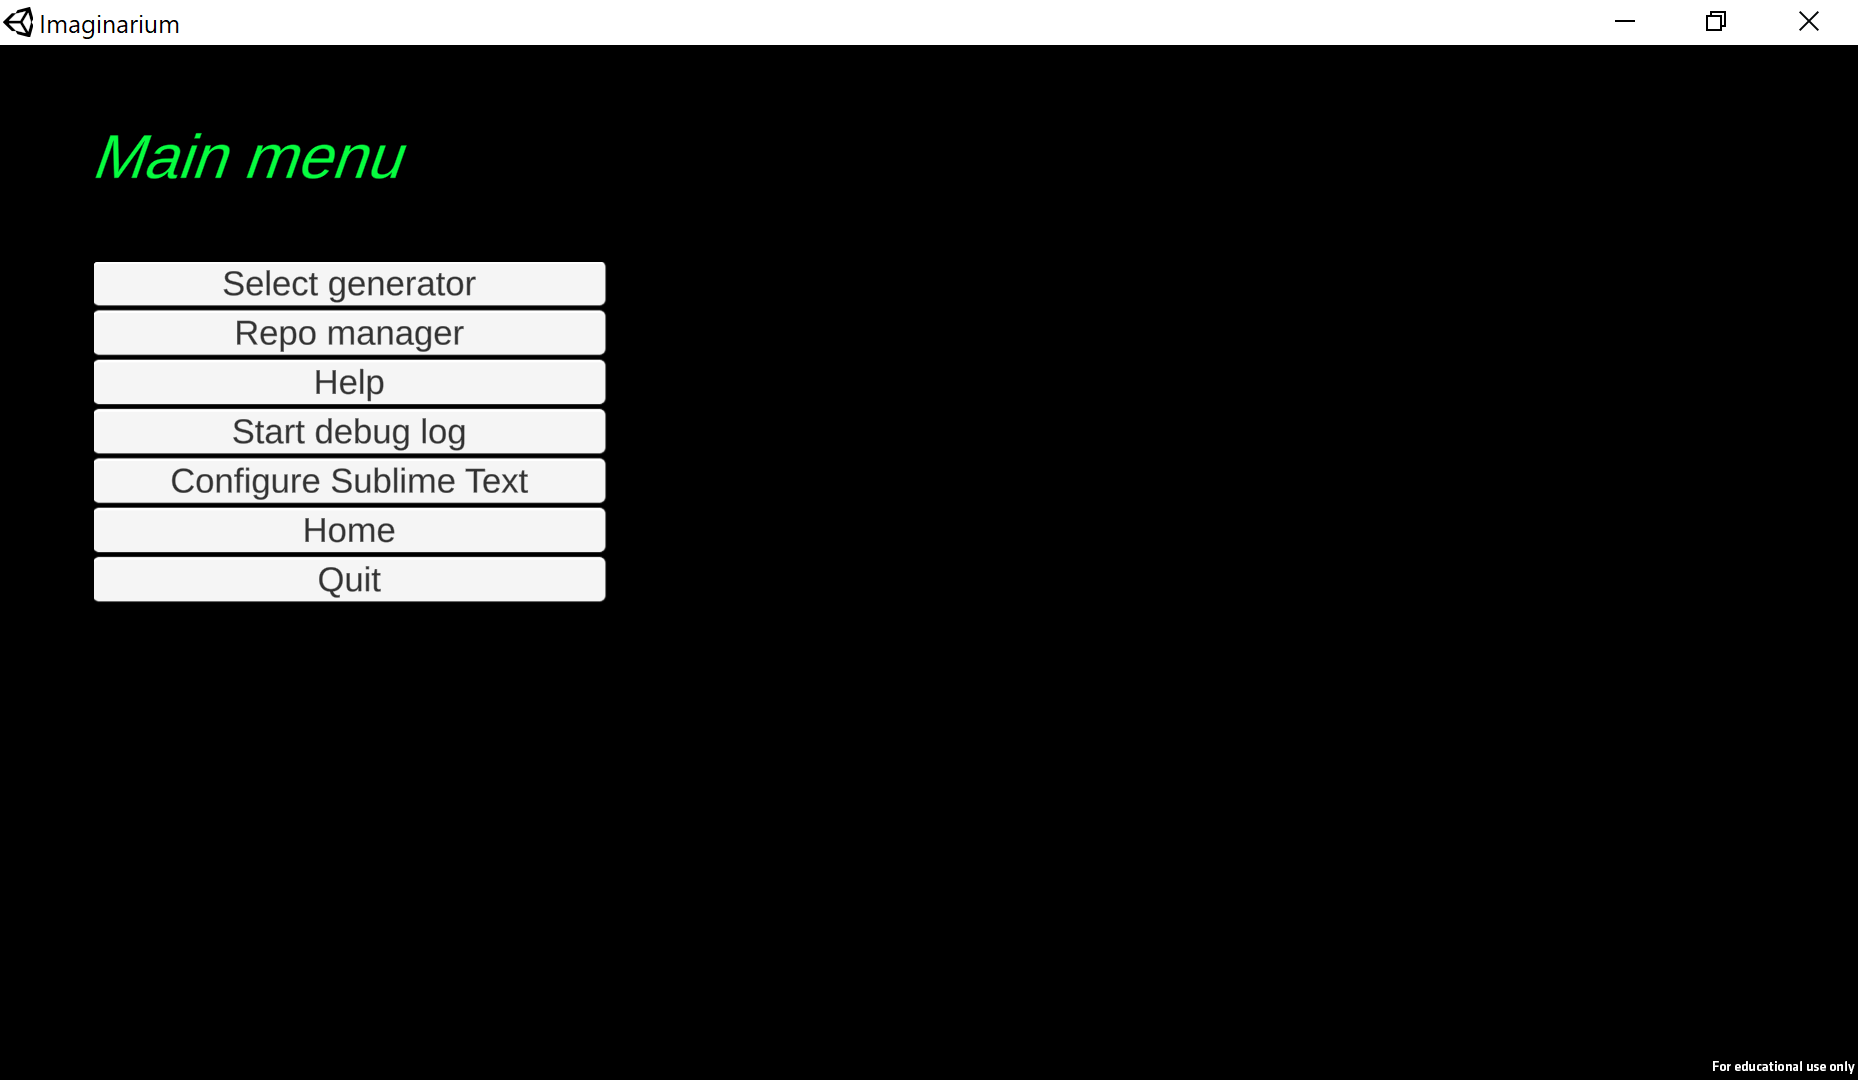 Imaginarium
Main menu
Select generator
Repo manager
Help
Start debug log
Configure Sublime Text
Home
Quit
For educational use only